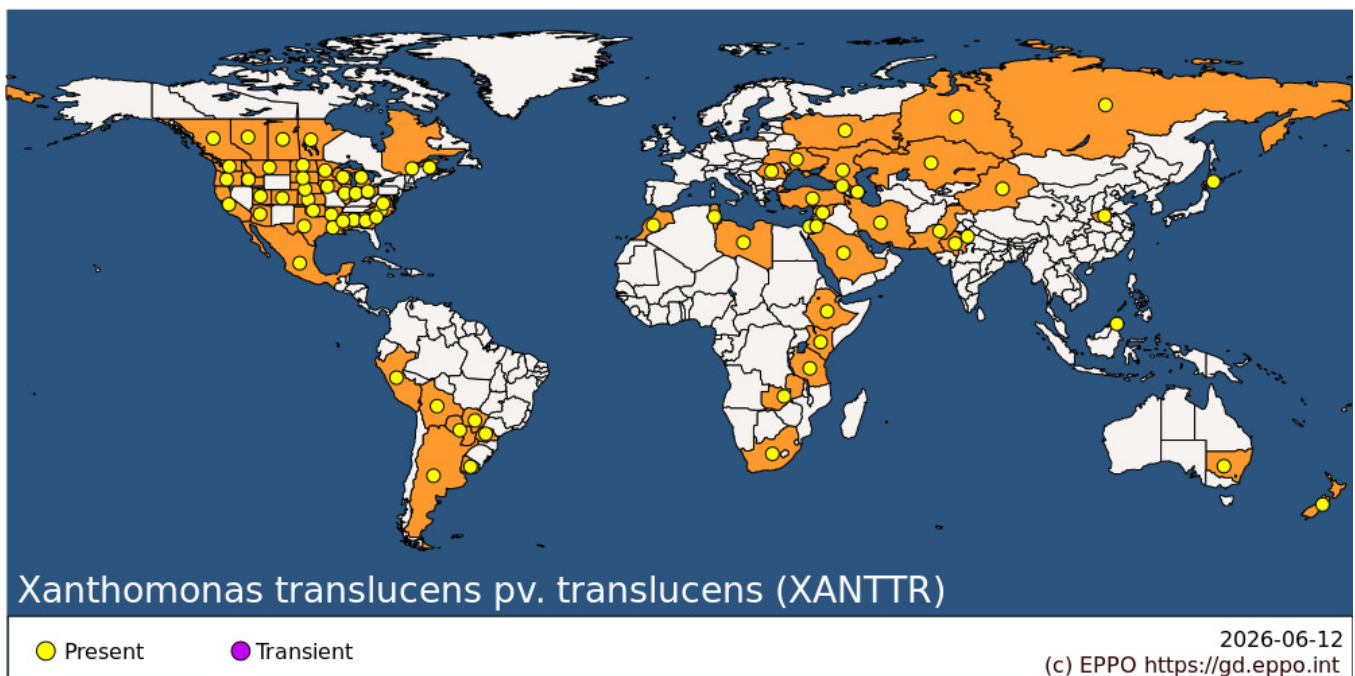 Xanthomonas translucens pv. translucens (XANTTR)
Present
Transient
2026-06-12
(c) EPPO https://gd.eppo.int